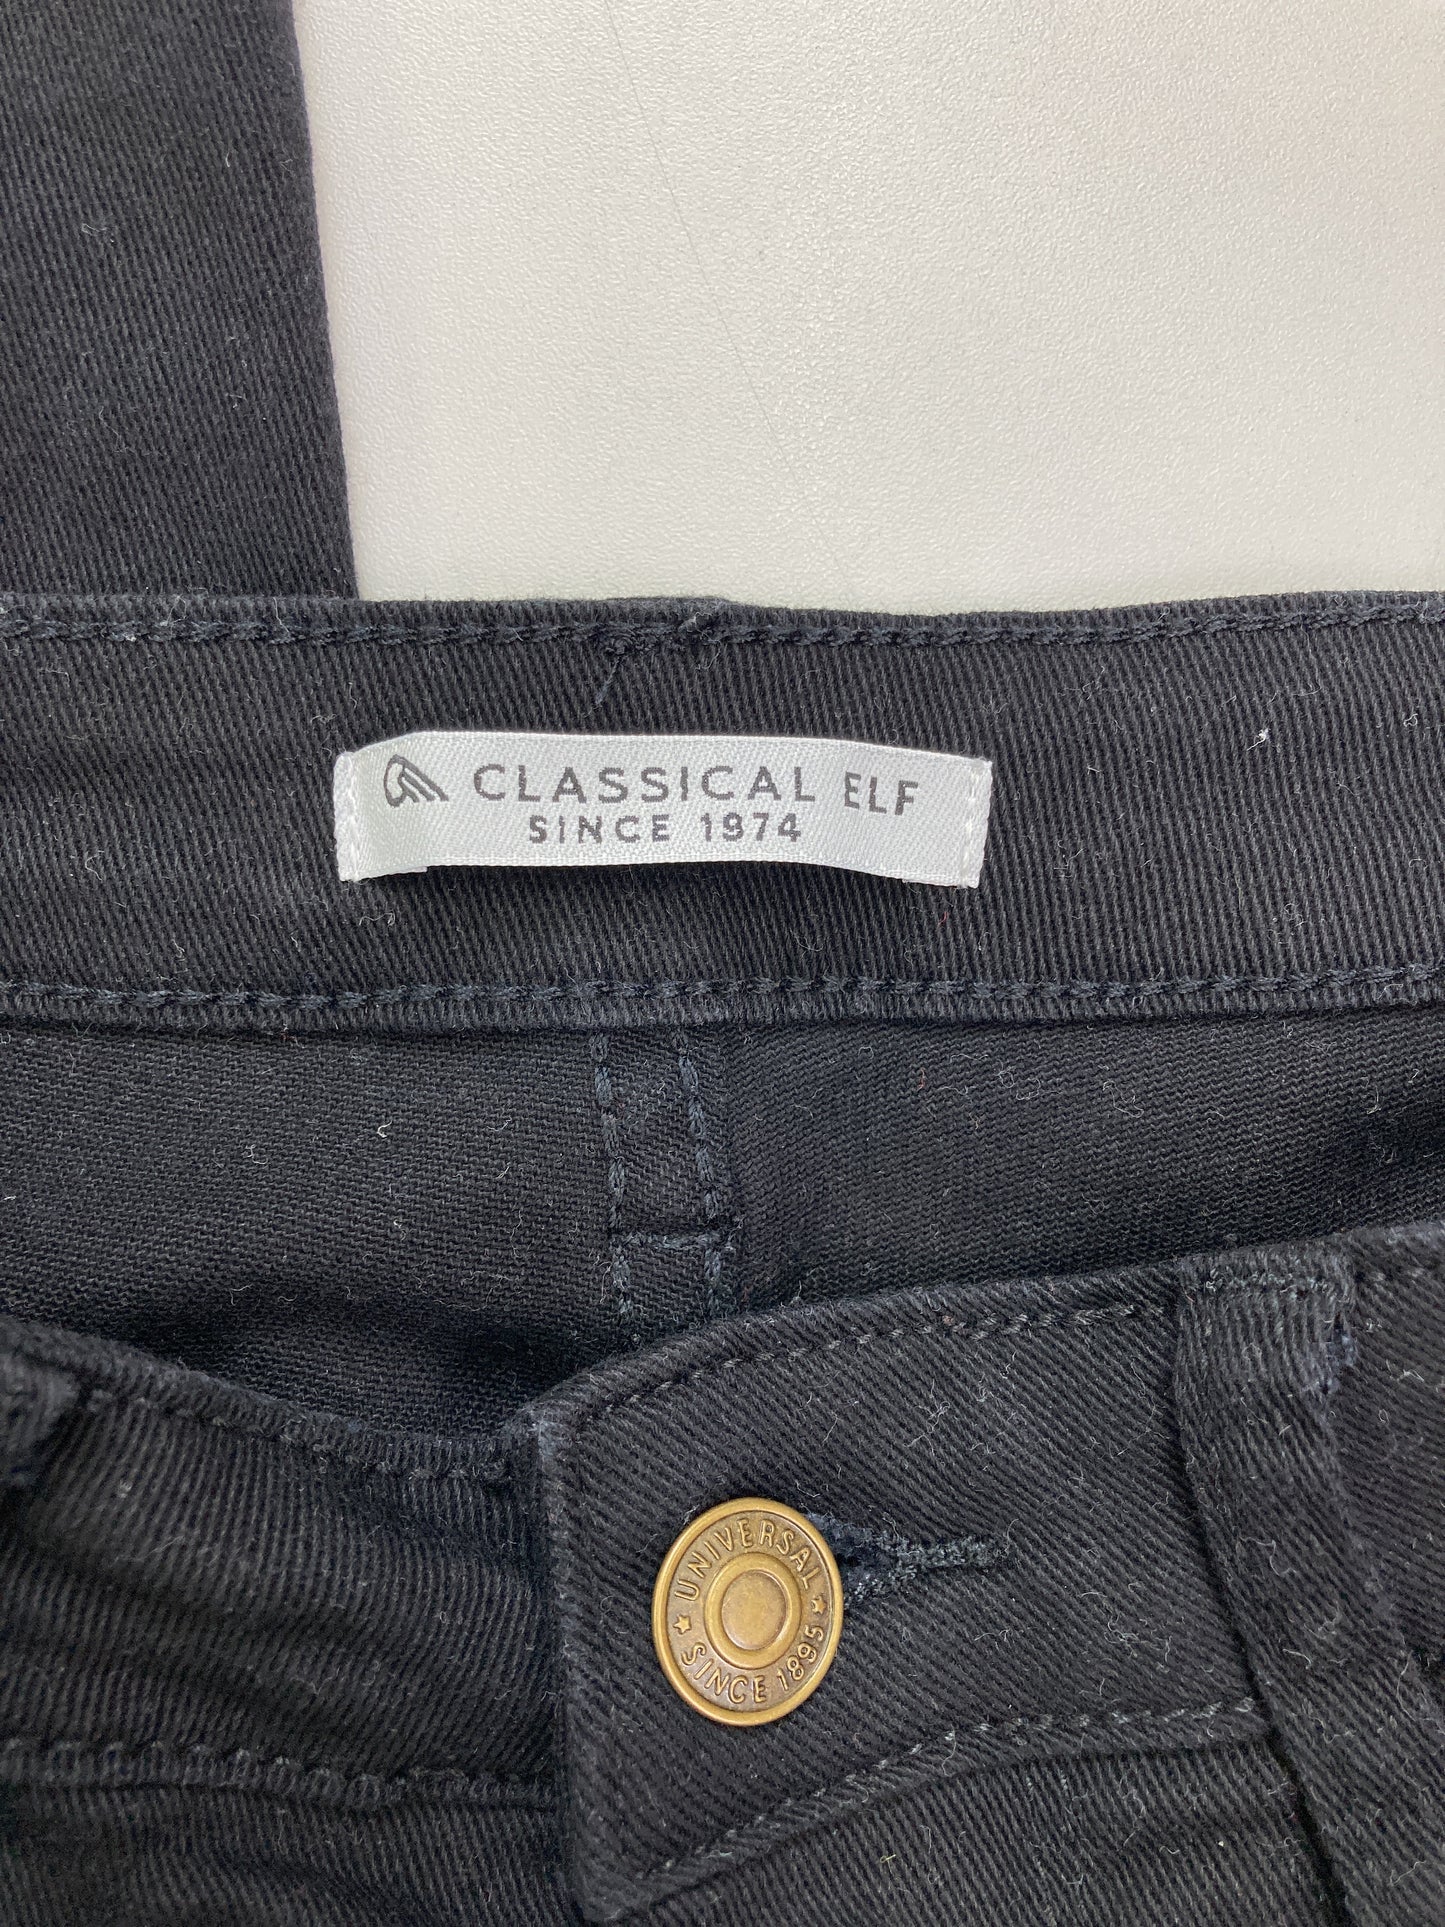 CLASSICAL ELF
SINCE 1974
UNIVERSAL
★ SINCE 1895 ★